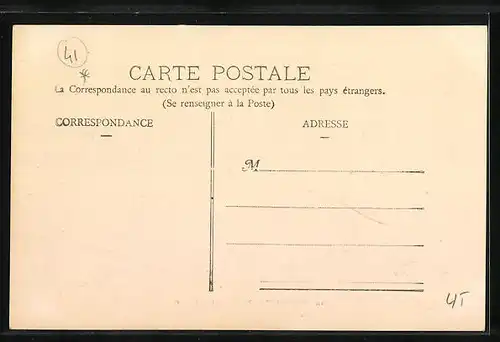 41
*
CARTE POSTALE
La Correspondance au recto n'est pas acceptée par tous les pays étrangers.
(Se renseigner à la Poste)
CORRESPONDANCE
ADRESSE
M